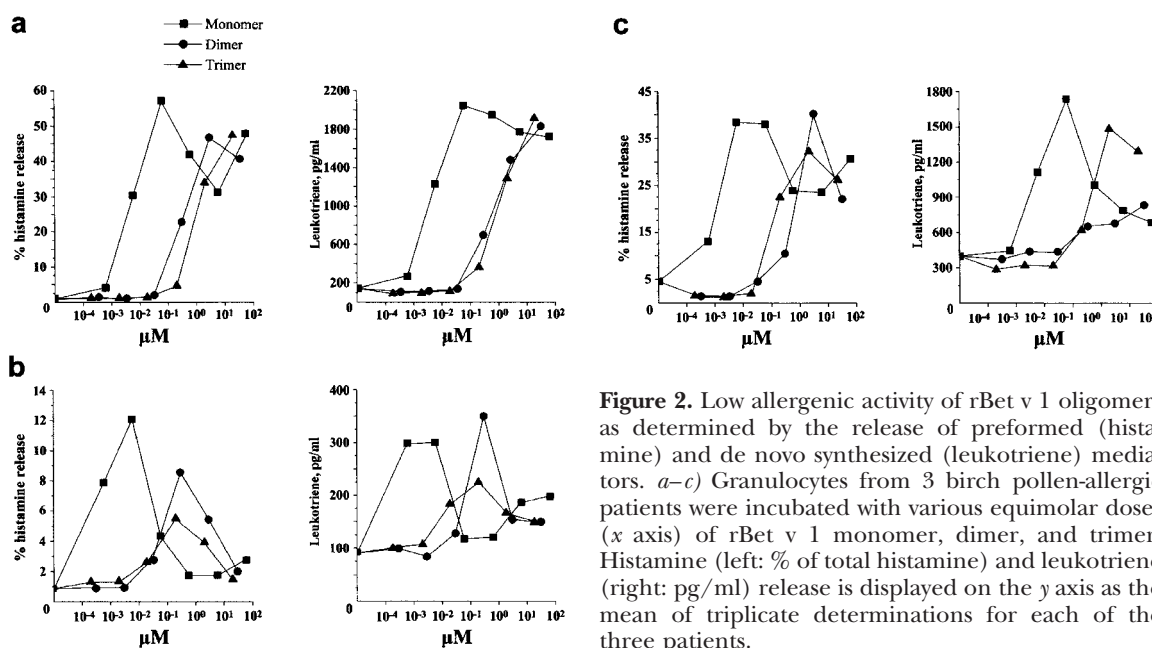 a
Monomer
Dimer
Trimer
% histamine release
60
50
40
30
20
10
0
10⁻⁴ 10⁻³ 10⁻² 10⁻¹ 10⁰ 10¹ 10²
µM
Leukotriene, pg/ml
2200
1800
1400
1000
600
200
0
10⁻⁴ 10⁻³ 10⁻² 10⁻¹ 10⁰ 10¹ 10²
µM
c
% histamine release
45
35
25
15
5
0
10⁻⁴ 10⁻³ 10⁻² 10⁻¹ 10⁰ 10¹ 10²
µM
Leukotriene, pg/ml
1800
1500
1200
900
600
300
0
10⁻⁴ 10⁻³ 10⁻² 10⁻¹ 10⁰ 10¹ 10²
µM
b
% histamine release
14
12
10
8
6
4
2
0
10⁻⁴ 10⁻³ 10⁻² 10⁻¹ 10⁰ 10¹ 10²
µM
Leukotriene, pg/ml
400
300
200
100
0
10⁻⁴ 10⁻³ 10⁻² 10⁻¹ 10⁰ 10¹ 10²
µM
Figure 2. Low allergenic activity of rBet v 1 oligomer
as determined by the release of preformed (hista
mine) and de novo synthesized (leukotriene) media
tors. a–c) Granulocytes from 3 birch pollen-allergi
patients were incubated with various equimolar dose
(x axis) of rBet v 1 monomer, dimer, and trimer
Histamine (left: % of total histamine) and leukotrien
(right: pg/ml) release is displayed on the y axis as the
mean of triplicate determinations for each of the
three patients.